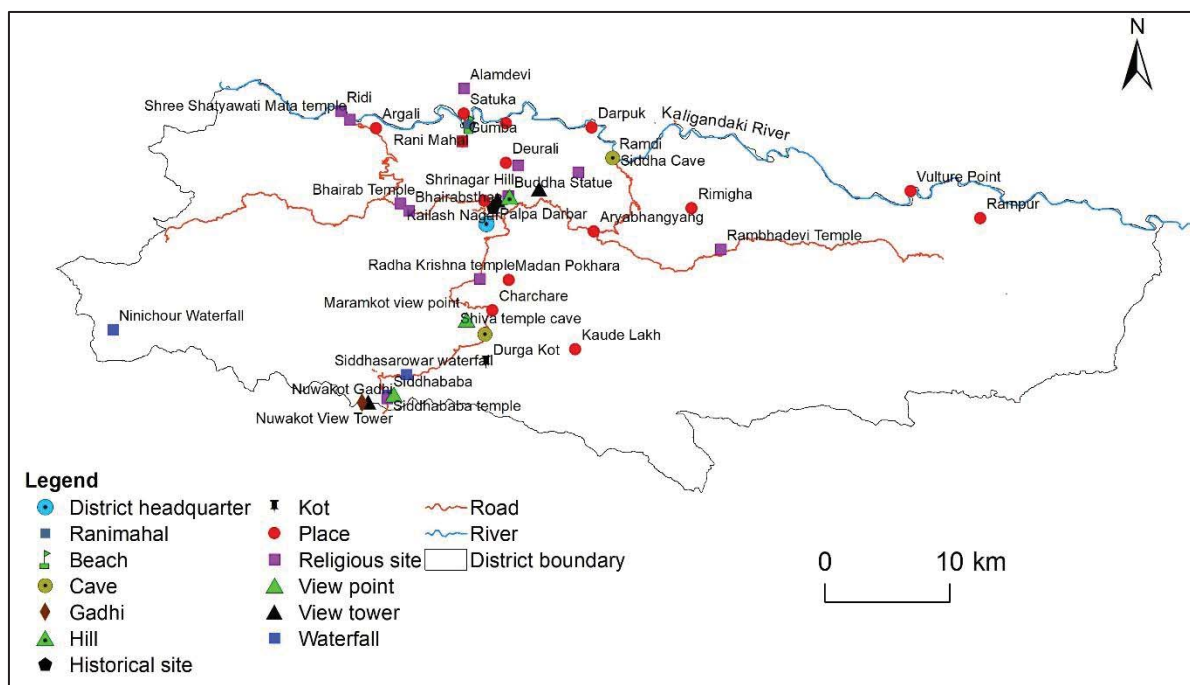 N
Alamdevi
Shree Shatyawati Mata temple
Ridi
Argali
Satuka
Rani Mahal
Gumba
Darpuk
Kaligandaki River
Deurali
Ramdi
Siddha Cave
Vulture Point
Rampur
Rimigha
Bhairab Temple
Shrinagar Hill
Buddha Statue
Bhairabsthan
Kailash Nagar
Palpa Darbar
Aryabhangyang
Rambhadevi Temple
Radha Krishna temple
Madan Pokhara
Maramkot view point
Charchare
Shiva temple cave
Ninichour Waterfall
Kaude Lakh
Durga Kot
Siddhasarowar waterfall
Nuwakot Gadhi
Siddhababa
Siddhababa temple
Nuwakot View Tower
Legend
District headquarter
Ranimahal
Beach
Cave
Gadhi
Hill
Historical site
Kot
Place
Religious site
View point
View tower
Waterfall
Road
River
District boundary
0 10 km